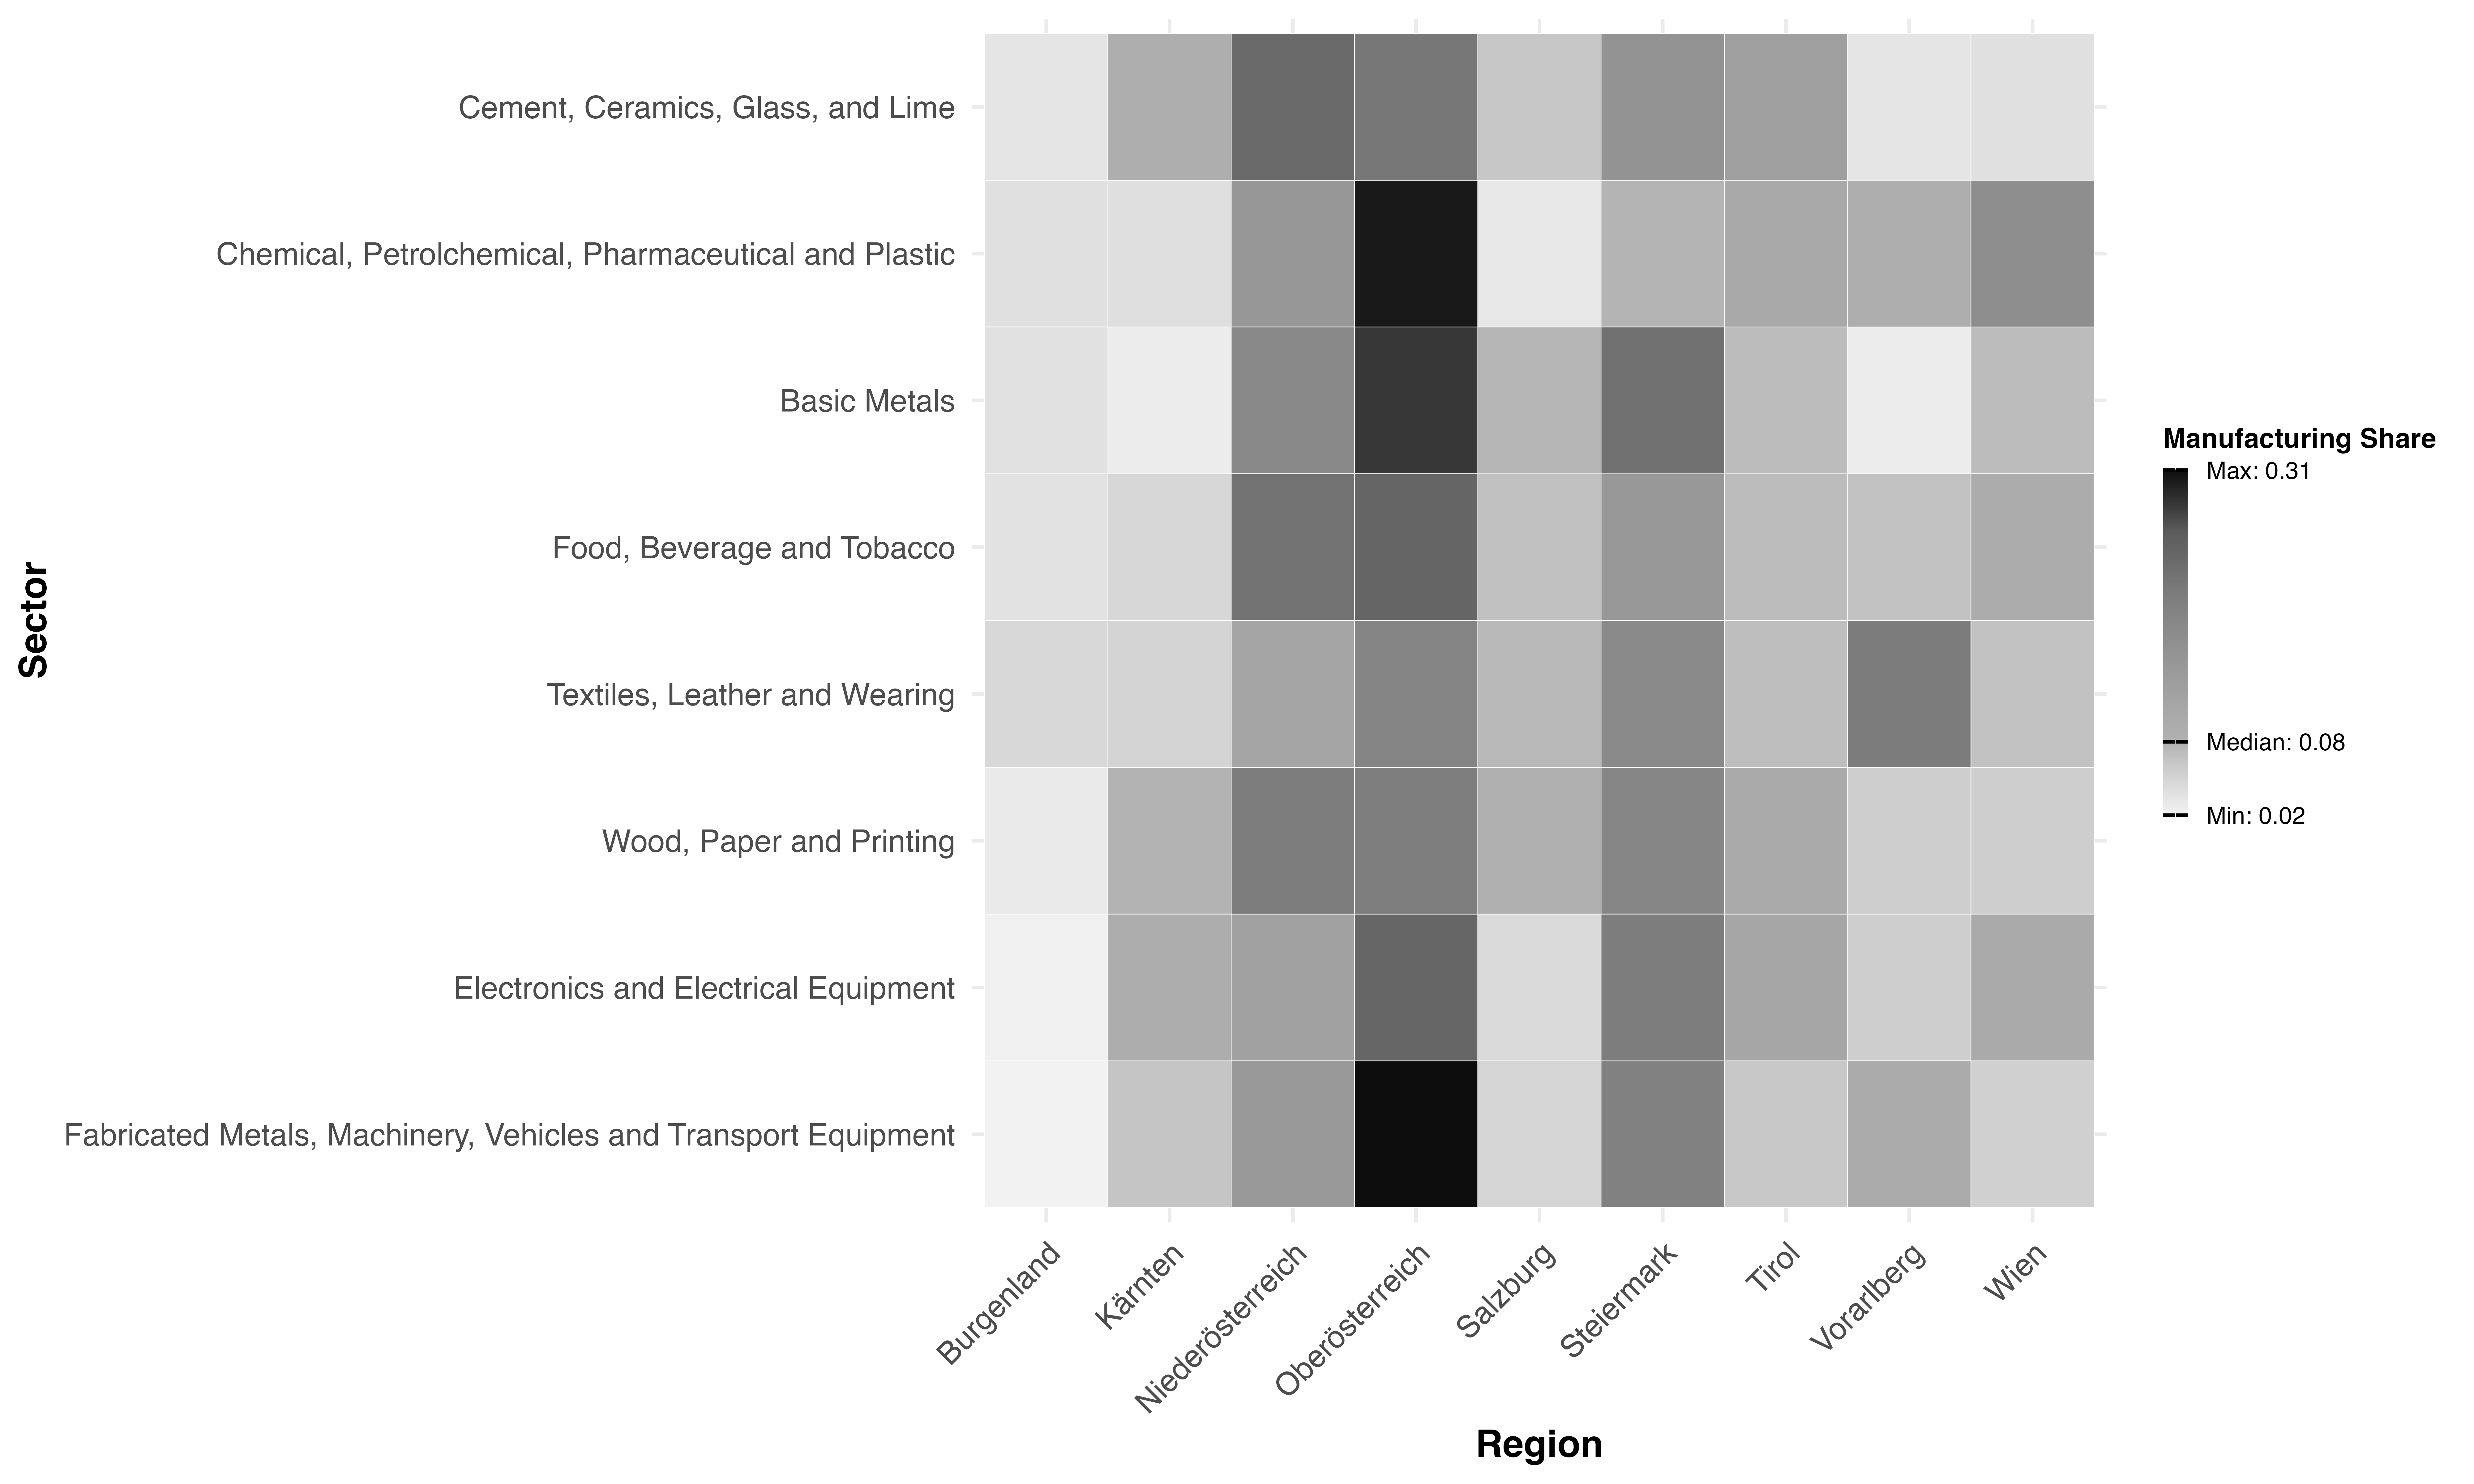 Sector
Cement, Ceramics, Glass, and Lime
Chemical, Petrolchemical, Pharmaceutical and Plastic
Basic Metals
Food, Beverage and Tobacco
Textiles, Leather and Wearing
Wood, Paper and Printing
Electronics and Electrical Equipment
Fabricated Metals, Machinery, Vehicles and Transport Equipment
Burgenland
Kärnten
Niederösterreich
Oberösterreich
Salzburg
Steiermark
Tirol
Vorarlberg
Wien
Region
Manufacturing Share
Max: 0.31
Median: 0.08
Min: 0.02